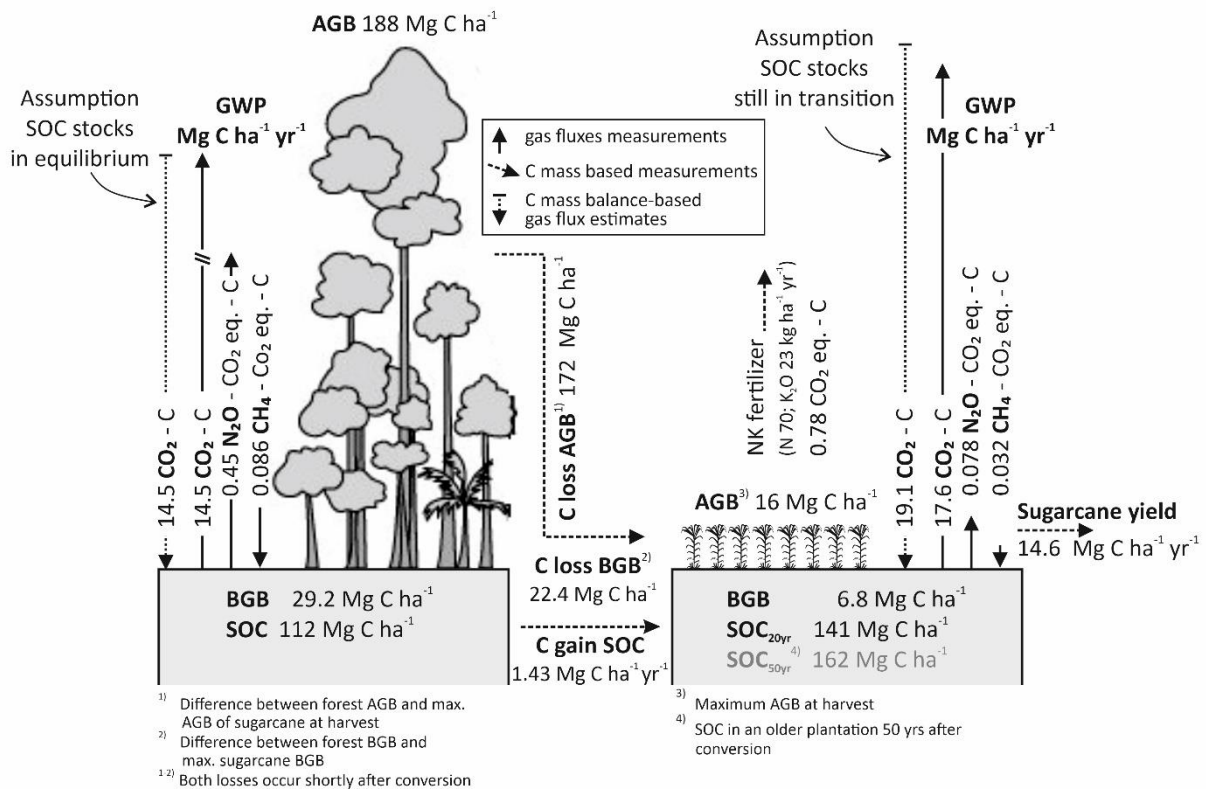 AGB 188 Mg C ha⁻¹
Assumption
SOC stocks
in equilibrium
GWP
Mg C ha⁻¹ yr⁻¹
gas fluxes measurements
C mass based measurements
C mass balance-based
gas flux estimates
Assumption
SOC stocks
still in transition
GWP
Mg C ha⁻¹ yr⁻¹
14.5 CO₂ - C
14.5 CO₂ - C
0.45 N₂O - CO₂ eq. - C
0.086 CH₄ - Co₂ eq. - C
C loss AGB¹⁾ 172 Mg C ha⁻¹
NK fertilizer
(N 70; K₂O 23 kg ha⁻¹ yr⁻¹)
0.78 CO₂ eq. - C
19.1 CO₂ - C
17.6 CO₂ - C
0.078 N₂O - CO₂ eq. - C
0.032 CH₄ - CO₂ eq. - C
AGB³⁾ 16 Mg C ha⁻¹
Sugarcane yield
14.6 Mg C ha⁻¹ yr⁻¹
C loss BGB²⁾
22.4 Mg C ha⁻¹
C gain SOC
1.43 Mg C ha⁻¹ yr⁻¹
BGB 29.2 Mg C ha⁻¹
SOC 112 Mg C ha⁻¹
BGB 6.8 Mg C ha⁻¹
SOC₂₀yr 141 Mg C ha⁻¹
SOC₅₀yr⁴⁾ 162 Mg C ha⁻¹
¹⁾ Difference between forest AGB and max.
AGB of sugarcane at harvest
²⁾ Difference between forest BGB and
max. sugarcane BGB
¹ ²⁾ Both losses occur shortly after conversion
³⁾ Maximum AGB at harvest
⁴⁾ SOC in an older plantation 50 yrs after
conversion